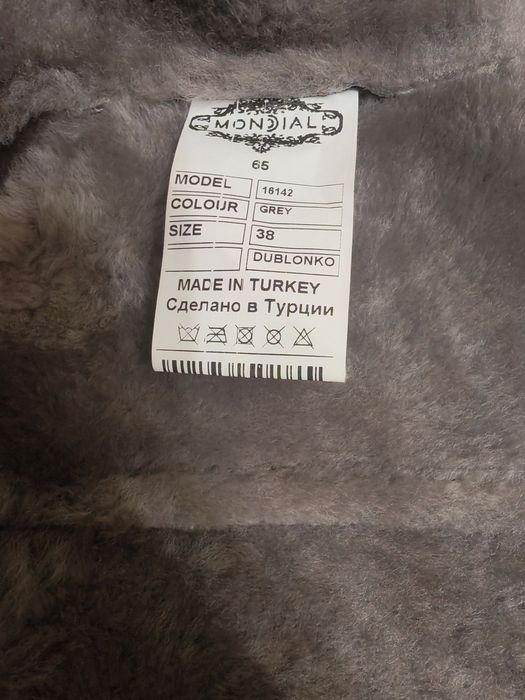 MONDIAL
65
MODEL 16142
COLOUR GREY
SIZE 38
DUBLONKO
MADE IN TURKEY
Сделано в Турции